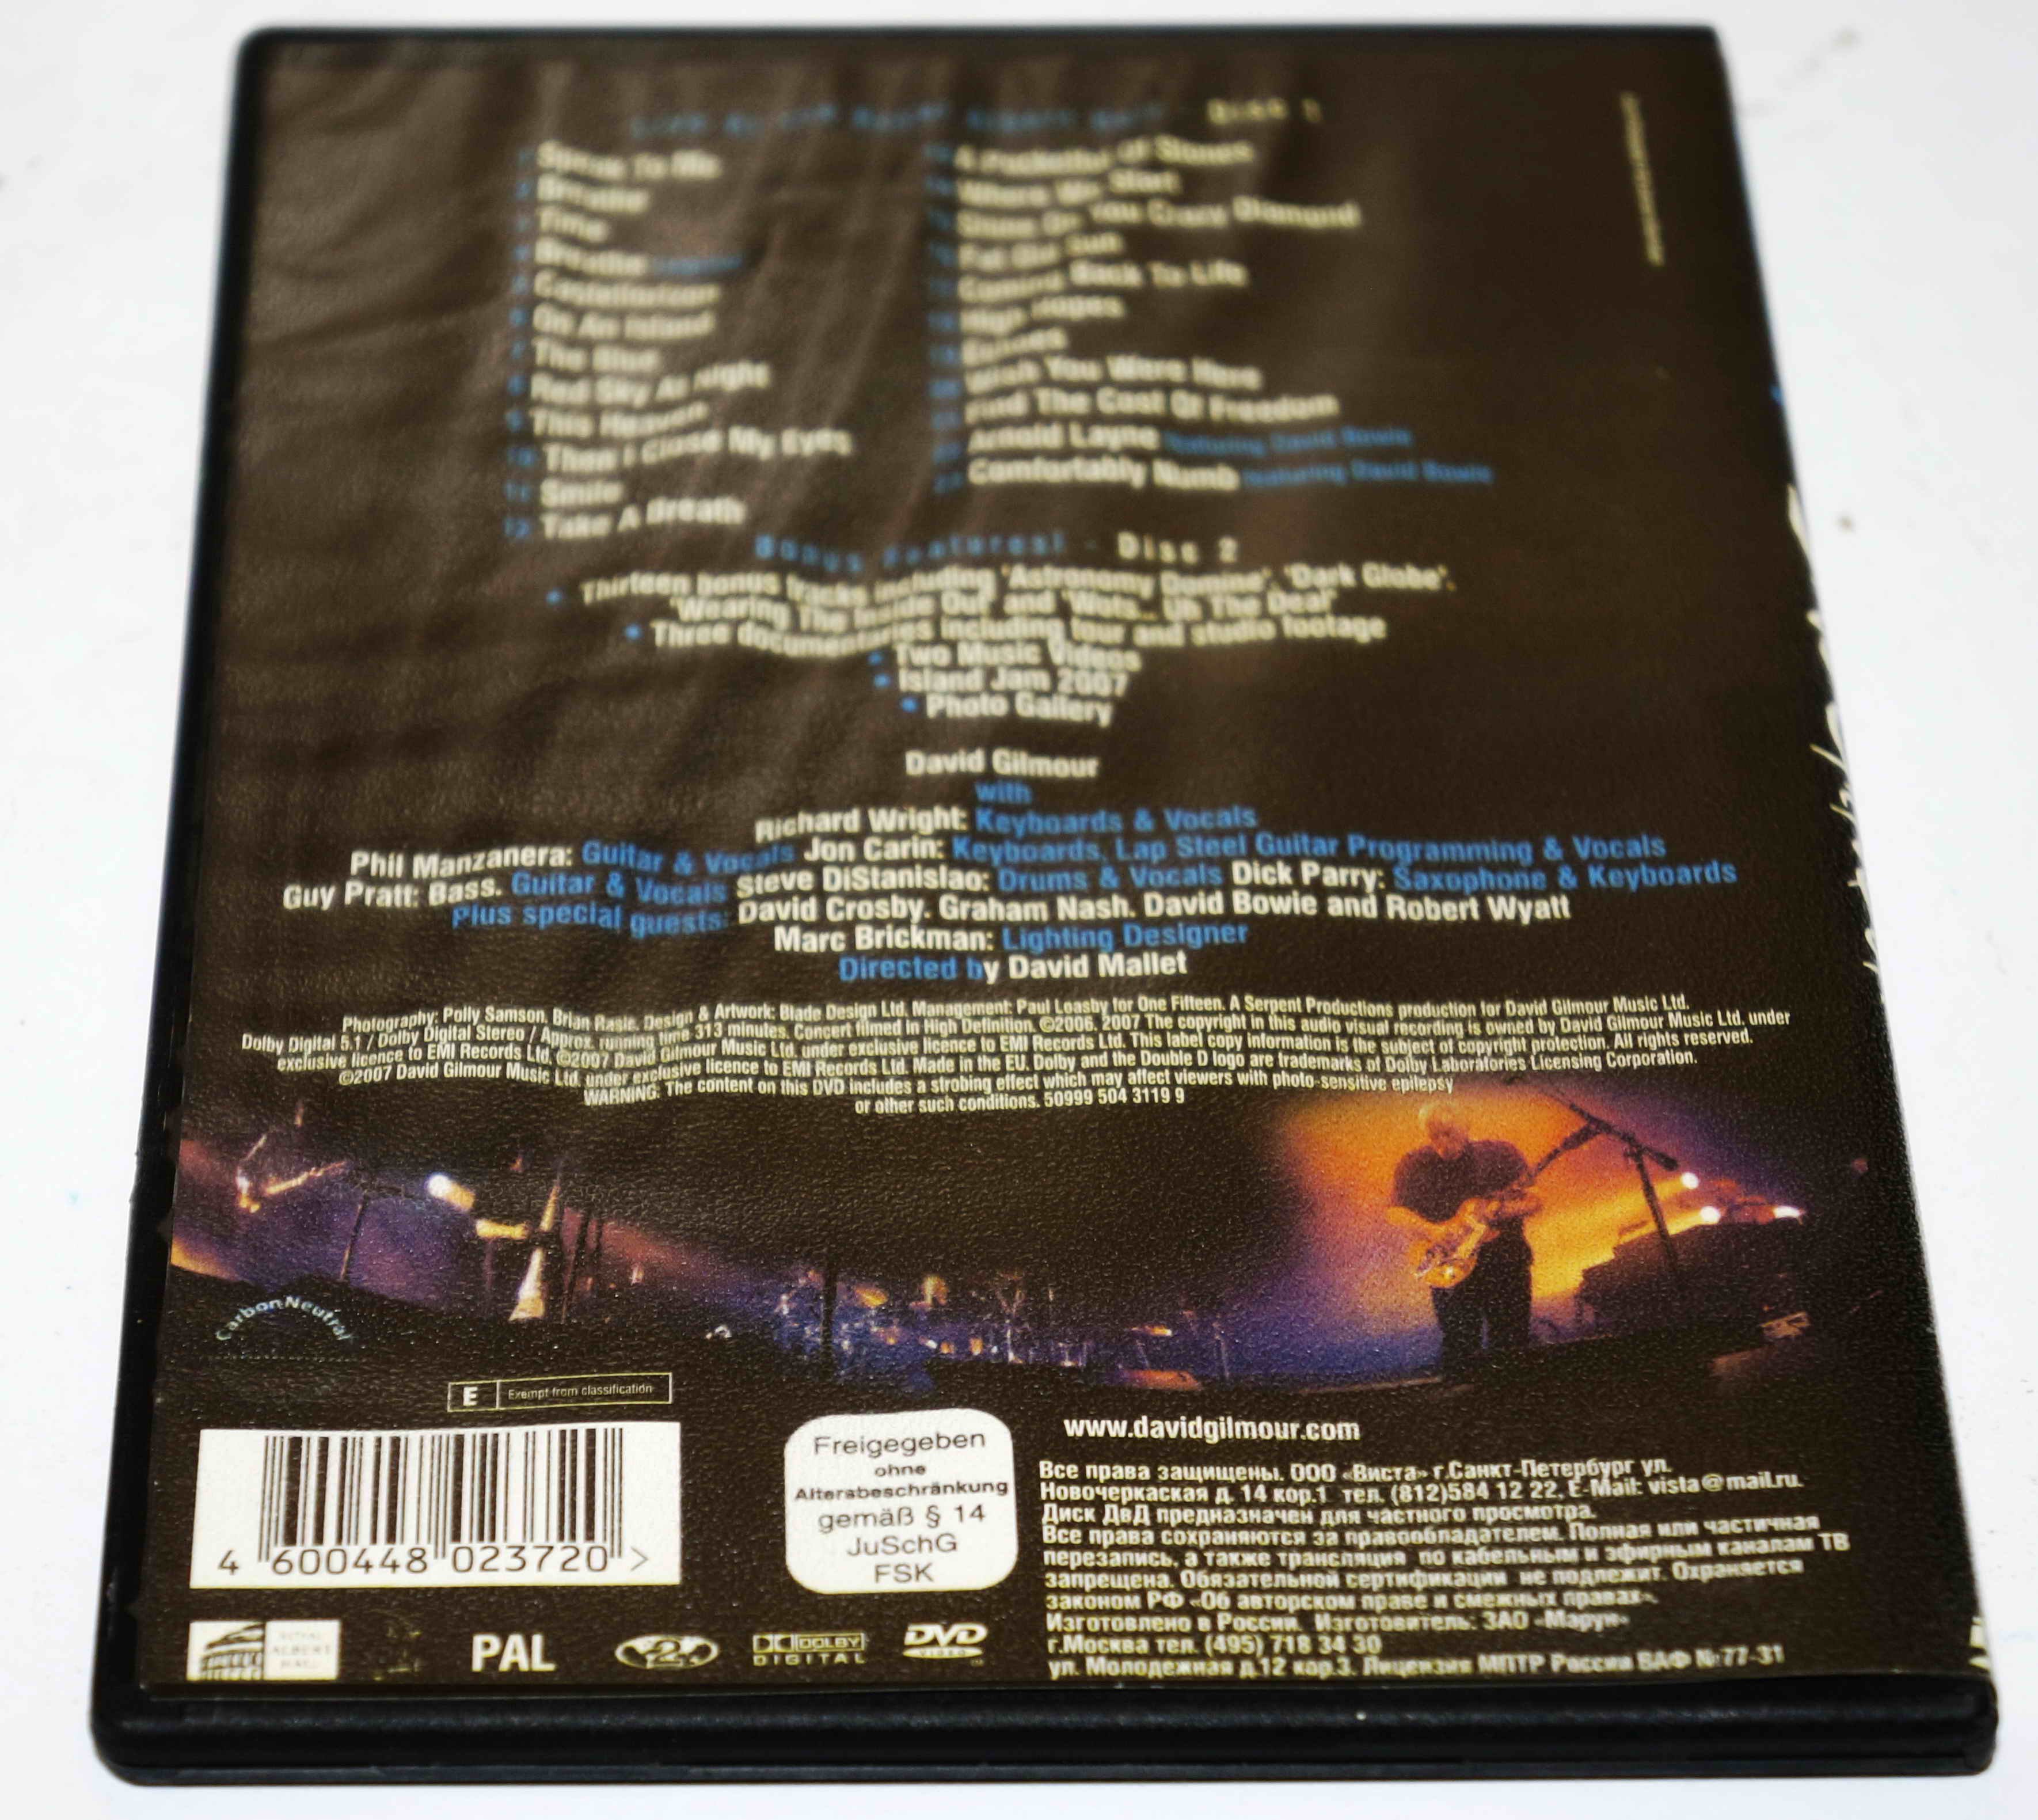 Live At The Royal Albert Hall - Disc 1
Speak To Me
Breathe
Time
Breathe
Castellorizon
On An Island
The Blue
Red Sky At Night
This Heaven
10 Then I Close My Eyes
11 Smile
12 Take A Breath
A Pocketful of Stones
Where We Start
Shine On You Crazy Diamond
Fat Old Sun
Coming Back To Life
High Hopes
Echoes
Wish You Were Here
Find The Cost Of Freedom
Arnold Layne featuring David Bowie
Comfortably Numb featuring David Bowie
Bonus Features! - Disc 2
• Thirteen bonus tracks including 'Astronomy Domine', 'Dark Globe',
'Wearing The Inside Out' and 'Wots... Uh The Deal'
• Three documentaries including tour and studio footage
• Two Music Videos
• Island Jam 2007
• Photo Gallery
David Gilmour
with
Richard Wright: Keyboards & Vocals
Phil Manzanera: Guitar & Vocals Jon Carin: Keyboards, Lap Steel Guitar Programming & Vocals
Guy Pratt: Bass, Guitar & Vocals Steve DiStanislao: Drums & Vocals Dick Parry: Saxophone & Keyboards
Plus special guests: David Crosby, Graham Nash, David Bowie and Robert Wyatt
Marc Brickman: Lighting Designer
Directed by David Mallet
Photography: Polly Samson, Brian Rasic. Design & Artwork: Blade Design Ltd. Management: Paul Loasby for One Fifteen. A Serpent Productions production for David Gilmour Music Ltd.
Dolby Digital 5.1 / Dolby Digital Stereo / Approx. running time 313 minutes. Concert filmed in High Definition. ©2006, 2007 The copyright in this audio visual recording is owned by David Gilmour Music Ltd. under
exclusive licence to EMI Records Ltd. ©2007 David Gilmour Music Ltd. under exclusive licence to EMI Records Ltd. This label copy information is the subject of copyright protection. All rights reserved.
©2007 David Gilmour Music Ltd. under exclusive licence to EMI Records Ltd. Made in the EU. Dolby and the Double D logo are trademarks of Dolby Laboratories Licensing Corporation.
WARNING: The content on this DVD includes a strobing effect which may affect viewers with photo-sensitive epilepsy
or other such conditions. 50999 504 3119 9
CarbonNeutral
E Exempt from classification
4 600448 023720 >
Freigegeben
ohne
Altersbeschränkung
gemäß § 14
JuSchG
FSK
www.davidgilmour.com
Все права защищены. ООО «Виста» г.Санкт-Петербург ул.
Новочеркаская д. 14 кор.1 тел. (812)584 12 22, E-Mail: vista@mail.ru.
Диск ДвД предназначен для частного просмотра.
Все права сохраняются за правообладателем. Полная или частичная
перезапись, а также трансляция по кабельным и эфирным каналам ТВ
запрещена. Обязательной сертификации не подлежит. Охраняется
законом РФ «Об авторском праве и смежных правах».
Изготовлено в России. Изготовитель: ЗАО «Марун»
г.Москва тел. (495) 718 34 30
ул. Молодежная д.12 кор.3. Лицензия МПТР России ВАФ №77-31
ROYAL
ALBERT
HALL
PAL
2
DOLBY
DIGITAL
DVD
VIDEO